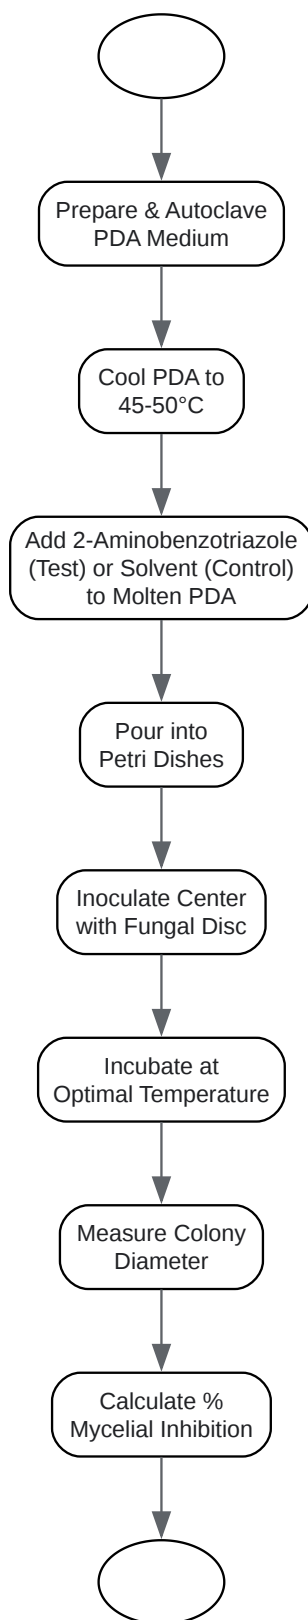 Prepare & Autoclave
PDA Medium
Cool PDA to
45-50°C
Add 2-Aminobenzotriazole
(Test) or Solvent (Control)
to Molten PDA
Pour into
Petri Dishes
Inoculate Center
with Fungal Disc
Incubate at
Optimal Temperature
Measure Colony
Diameter
Calculate %
Mycelial Inhibition